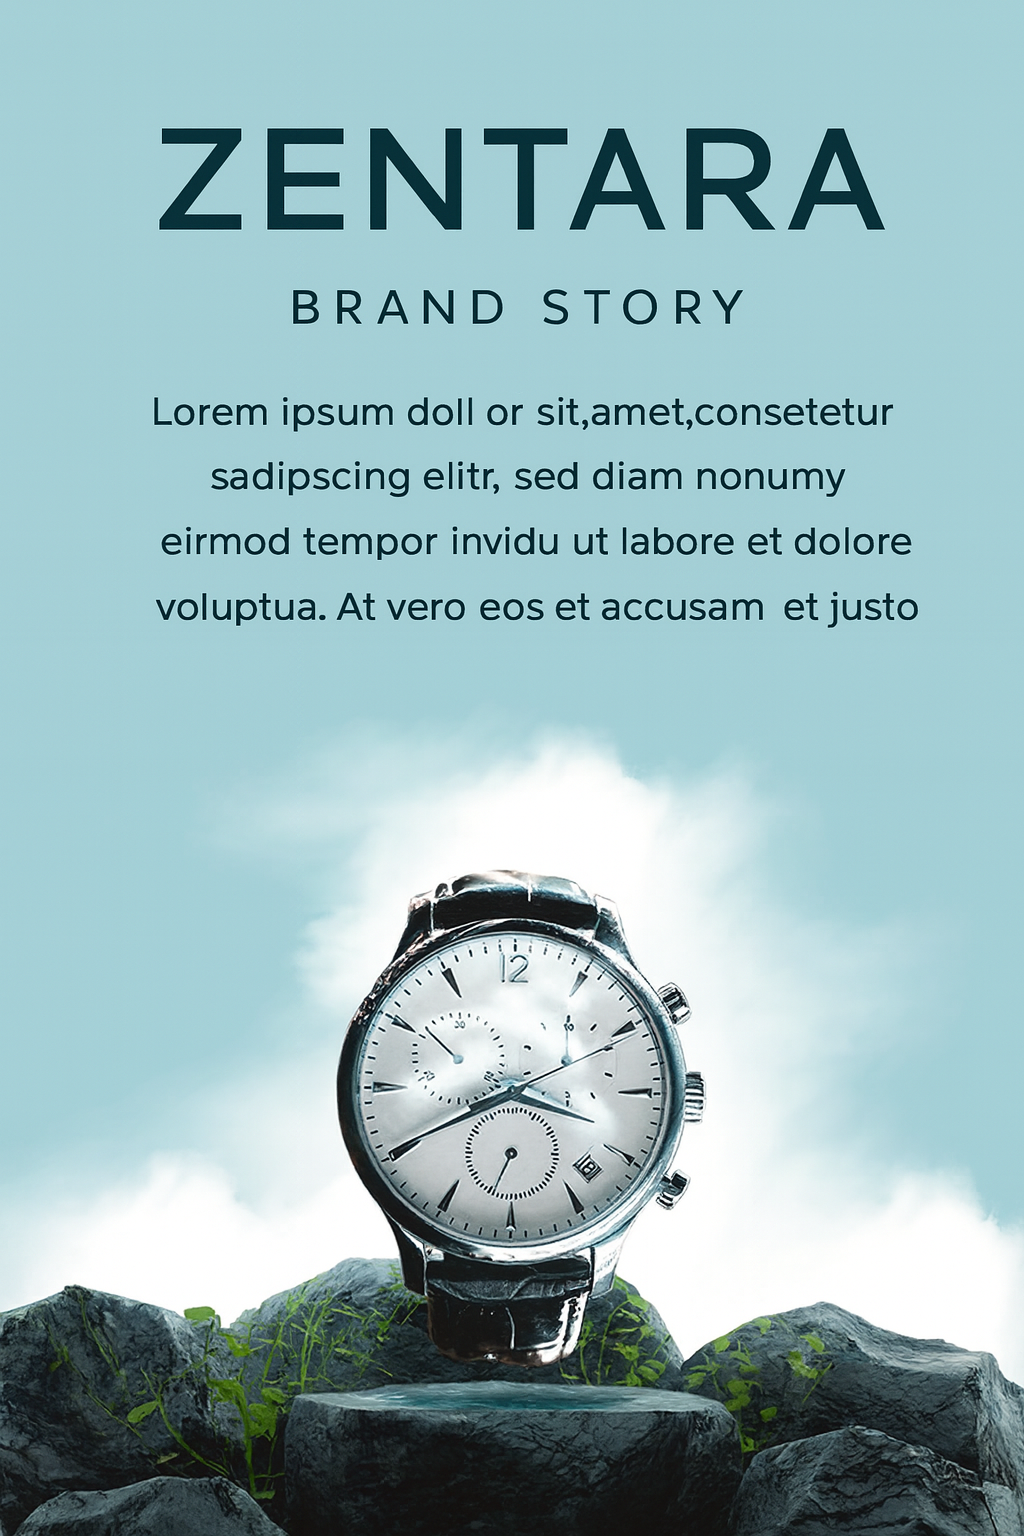 ZENTARA
BRAND STORY
Lorem ipsum doll or sit,amet,consetetur
sadipscing elitr, sed diam nonumy
eirmod tempor invidu ut labore et dolore
voluptua. At vero eos et accusam et justo
12
30